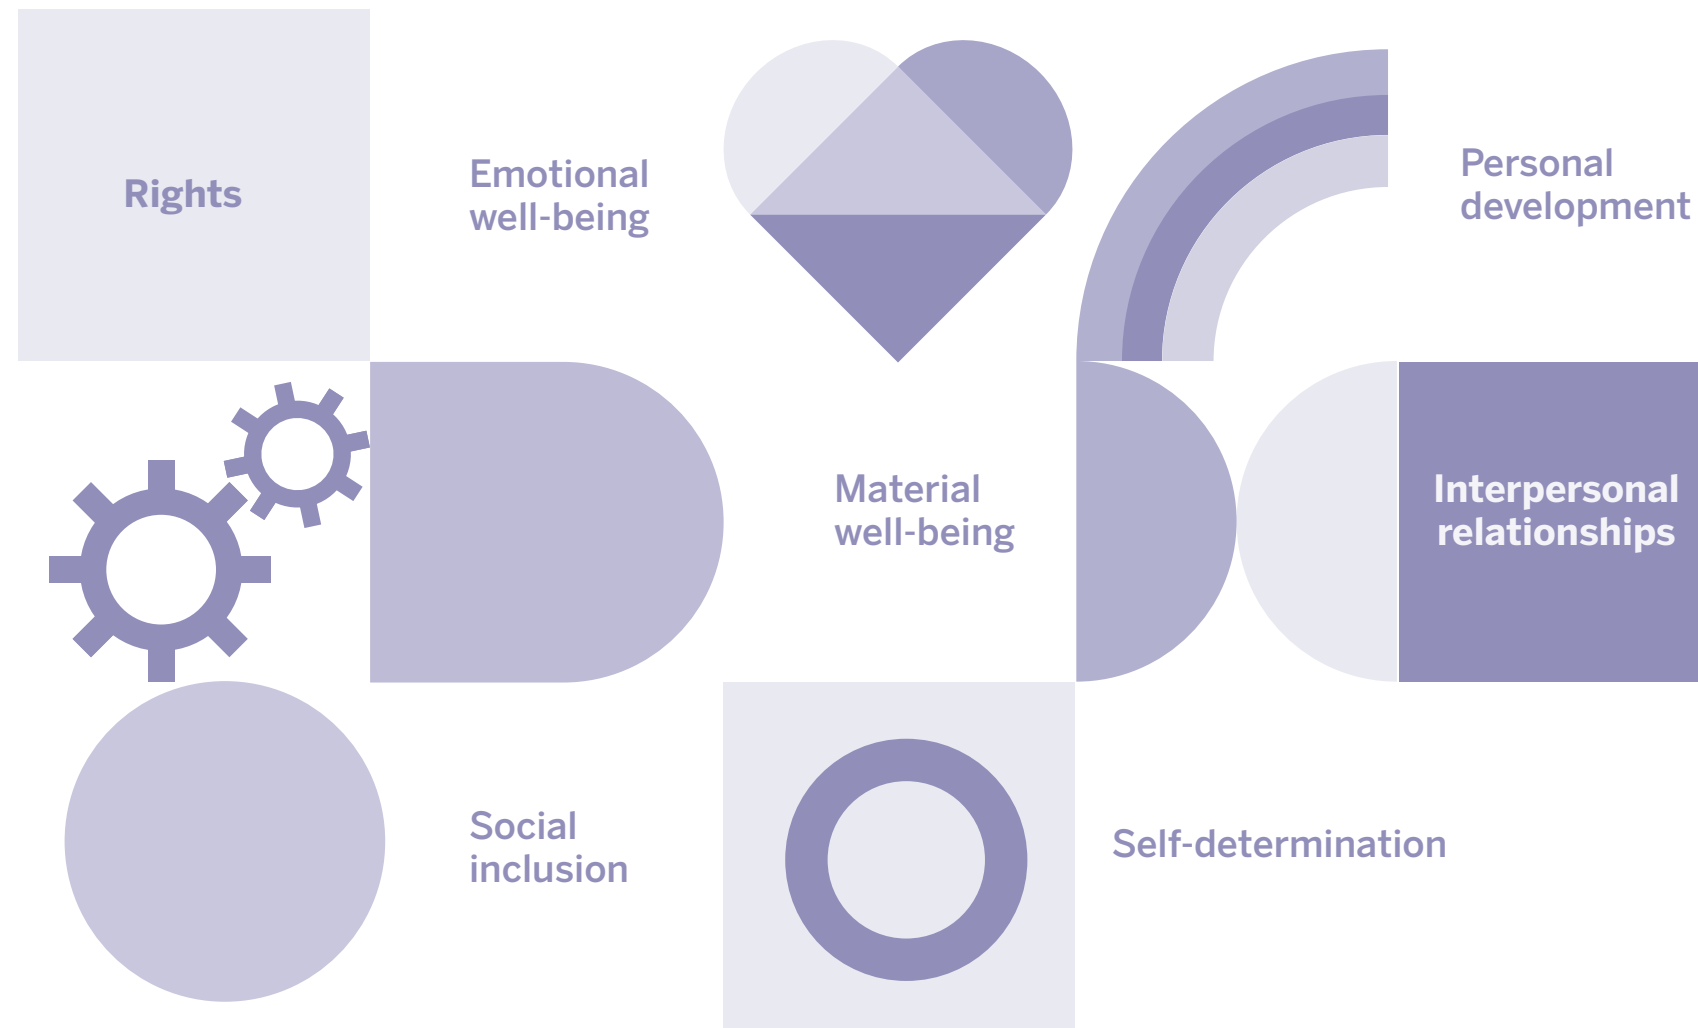 Rights
Emotional
well-being
Personal
development
Material
well-being
Interpersonal
relationships
Social
inclusion
Self-determination